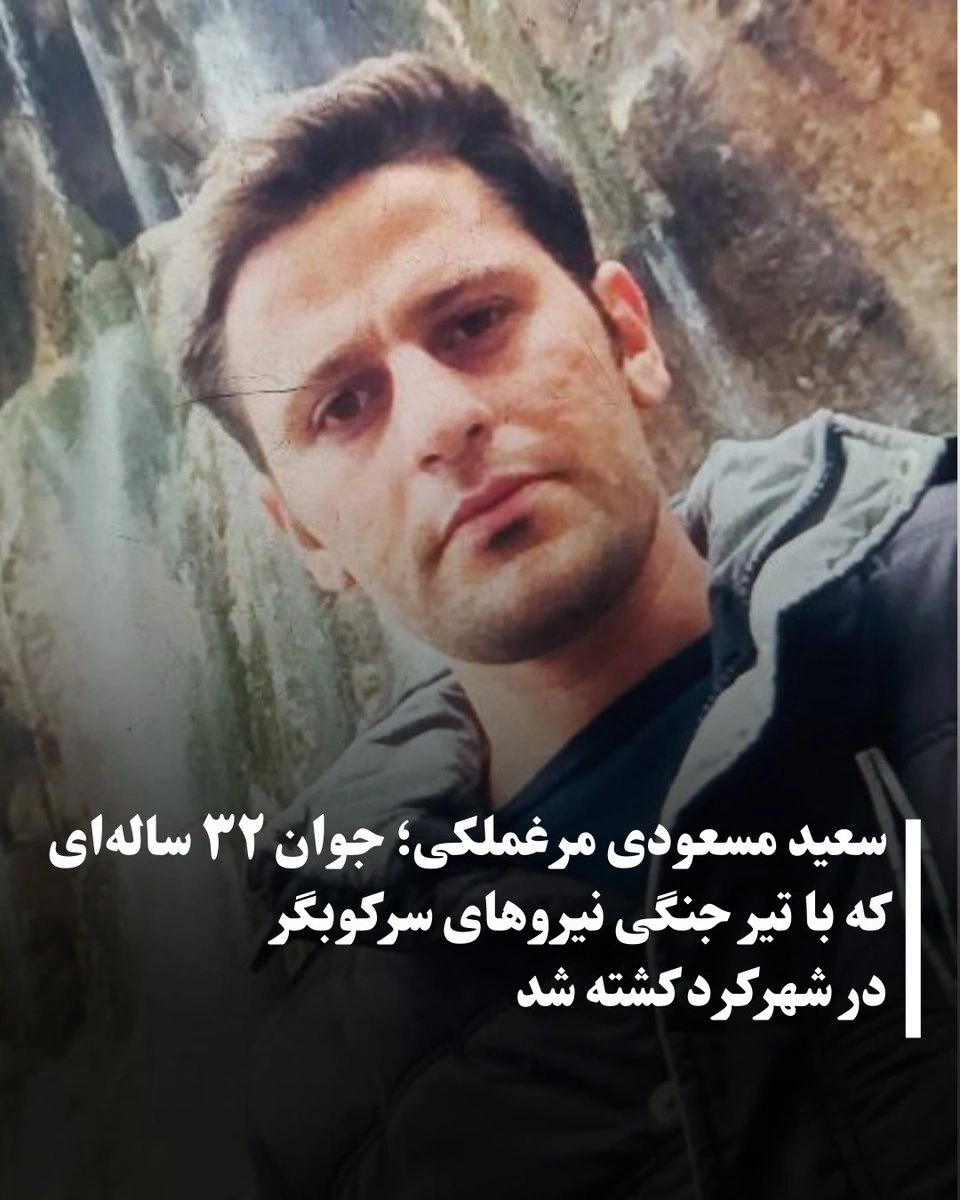 سعید مسعودی مرغملکی؛ جوان ۳۲ ساله‌ای
که با تیر جنگی نیروهای سرکوبگر
در شهرکرد کشته شد